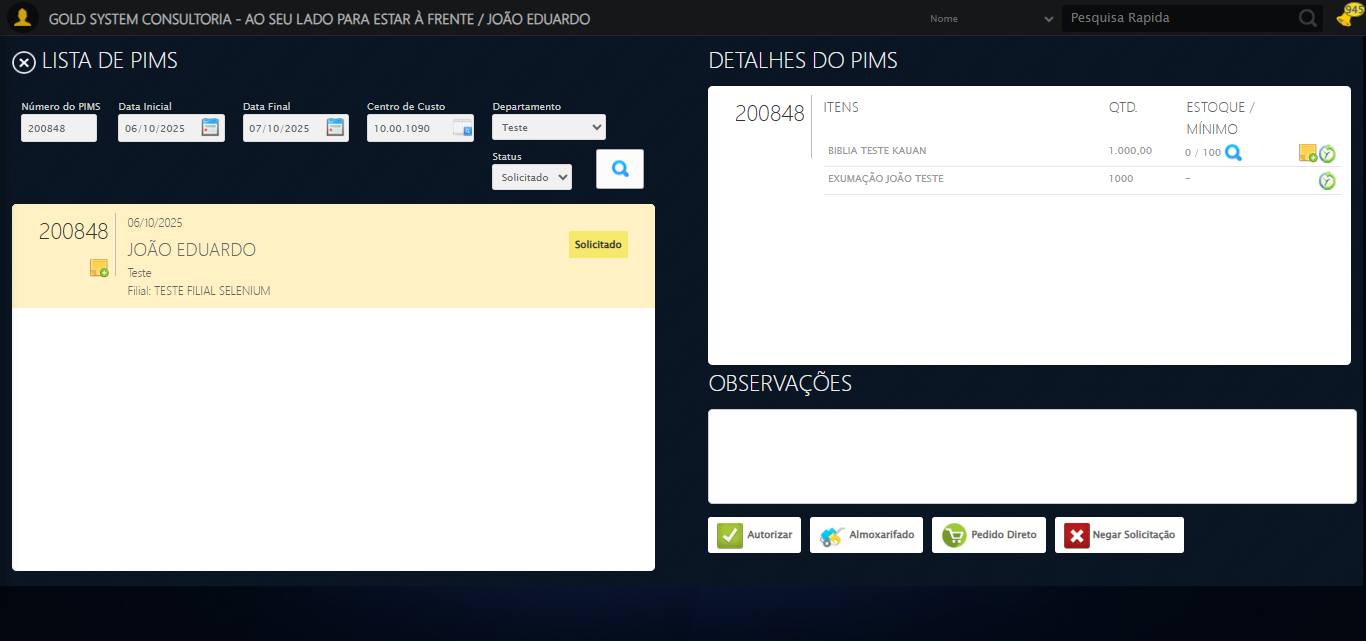 GOLD SYSTEM CONSULTORIA - AO SEU LADO PARA ESTAR À FRENTE / JOÃO EDUARDO
Nome
Pesquisa Rapida
945
LISTA DE PIMS
Número do PIMS
Data Inicial
Data Final
Centro de Custo
Departamento
200848
06/10/2025
07/10/2025
10.00.1090
Teste
Status
Solicitado
200848
06/10/2025
JOÃO EDUARDO
Teste
Filial: TESTE FILIAL SELENIUM
Solicitado
DETALHES DO PIMS
200848
ITENS
QTD.
ESTOQUE /
MÍNIMO
BIBLIA TESTE KAUAN
1.000,00
0 / 100
EXUMAÇÃO JOÃO TESTE
1000
–
OBSERVAÇÕES
Autorizar
Almoxarifado
Pedido Direto
Negar Solicitação